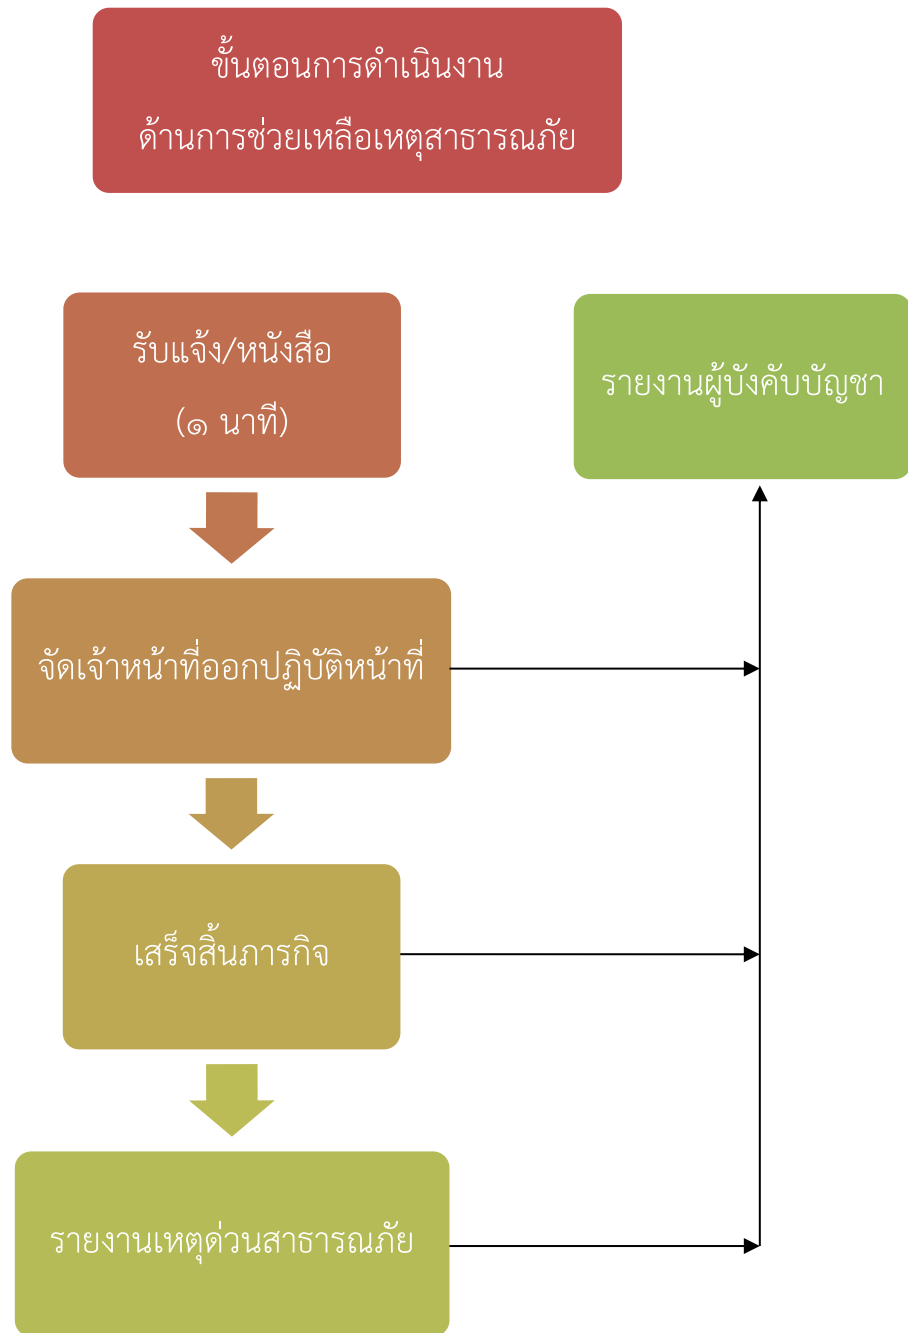 ขั้นตอนการดำเนินงาน
ด้านการช่วยเหลือเหตุสาธารณภัย
รับแจ้ง/หนังสือ
(๑ นาที)
รายงานผู้บังคับบัญชา
จัดเจ้าหน้าที่ออกปฏิบัติหน้าที่
เสร็จสิ้นภารกิจ
รายงานเหตุด่วนสาธารณภัย